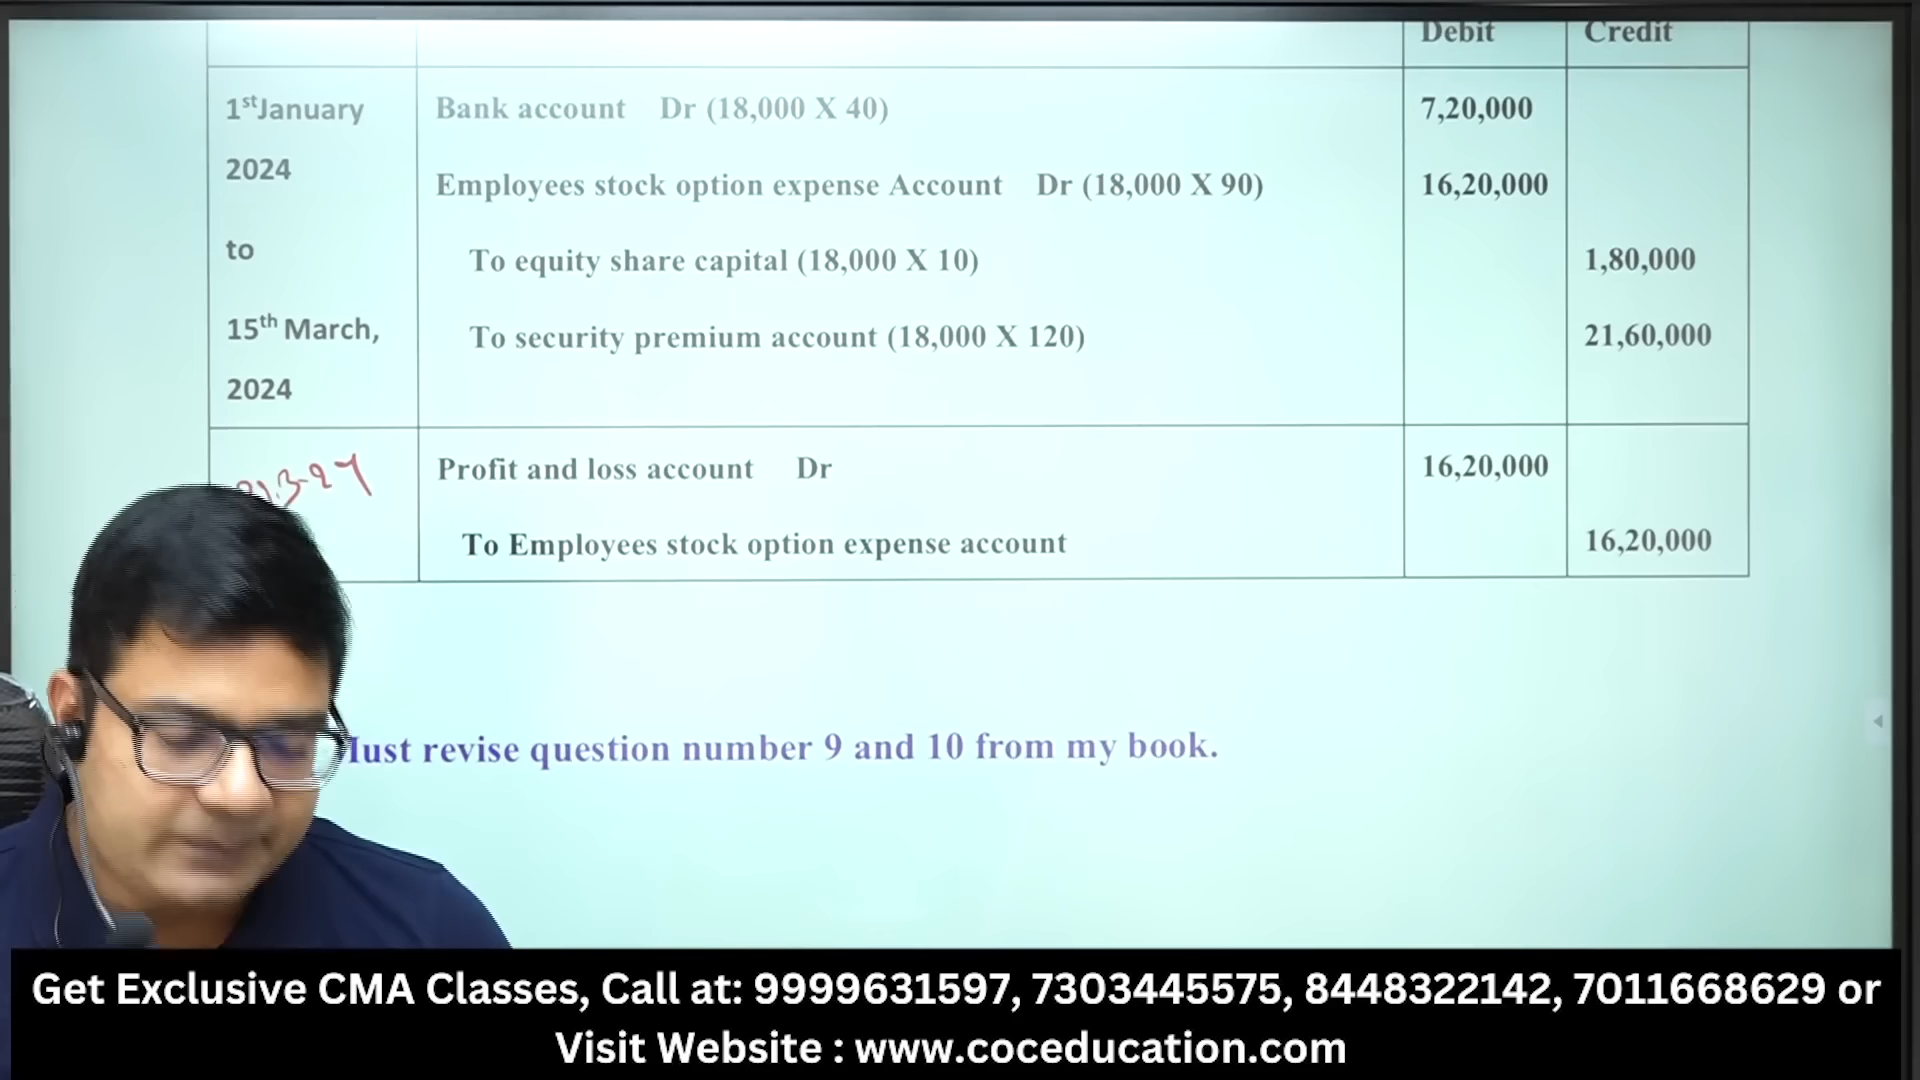 Debit Credit
1stJanuary
2024
to
15th March,
2024
Bank account Dr (18,000 X 40) 7,20,000
Employees stock option expense Account Dr (18,000 X 90) 16,20,000
To equity share capital (18,000 X 10) 1,80,000
To security premium account (18,000 X 120) 21,60,000
Profit and loss account Dr 16,20,000
To Employees stock option expense account 16,20,000
revise question number 9 and 10 from my book.
Get Exclusive CMA Classes, Call at: 9999631597, 7303445575, 8448322142, 7011668629 or
Visit Website : www.coceducation.com